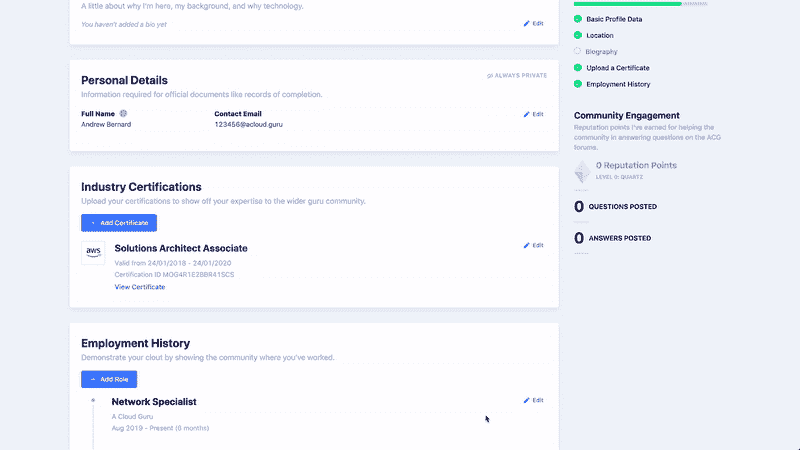 A little about why I'm here, my background, and why technology.
You haven't added a bio yet
Edit
Personal Details
ALWAYS PRIVATE
Information required for official documents like records of completion.
Full Name
Contact Email
Edit
Andrew Bernard
123456@acloud.guru
Industry Certifications
Upload your certifications to show off your expertise to the wider guru community.
Add Certificate
aws
Solutions Architect Associate
Edit
Valid from 24/01/2018 - 24/01/2020
Certification ID MOG4R1E2BBR41SCS
View Certificate
Employment History
Demonstrate your clout by showing the community where you've worked.
Add Role
Network Specialist
Edit
A Cloud Guru
Aug 2019 - Present (0 months)
Basic Profile Data
Location
Biography
Upload a Certificate
Employment History
Community Engagement
Reputation points I've earned for helping the
community in answering questions on the ACG
forums.
0 Reputation Points
LEVEL 0: QUARTZ
0 QUESTIONS POSTED
0 ANSWERS POSTED